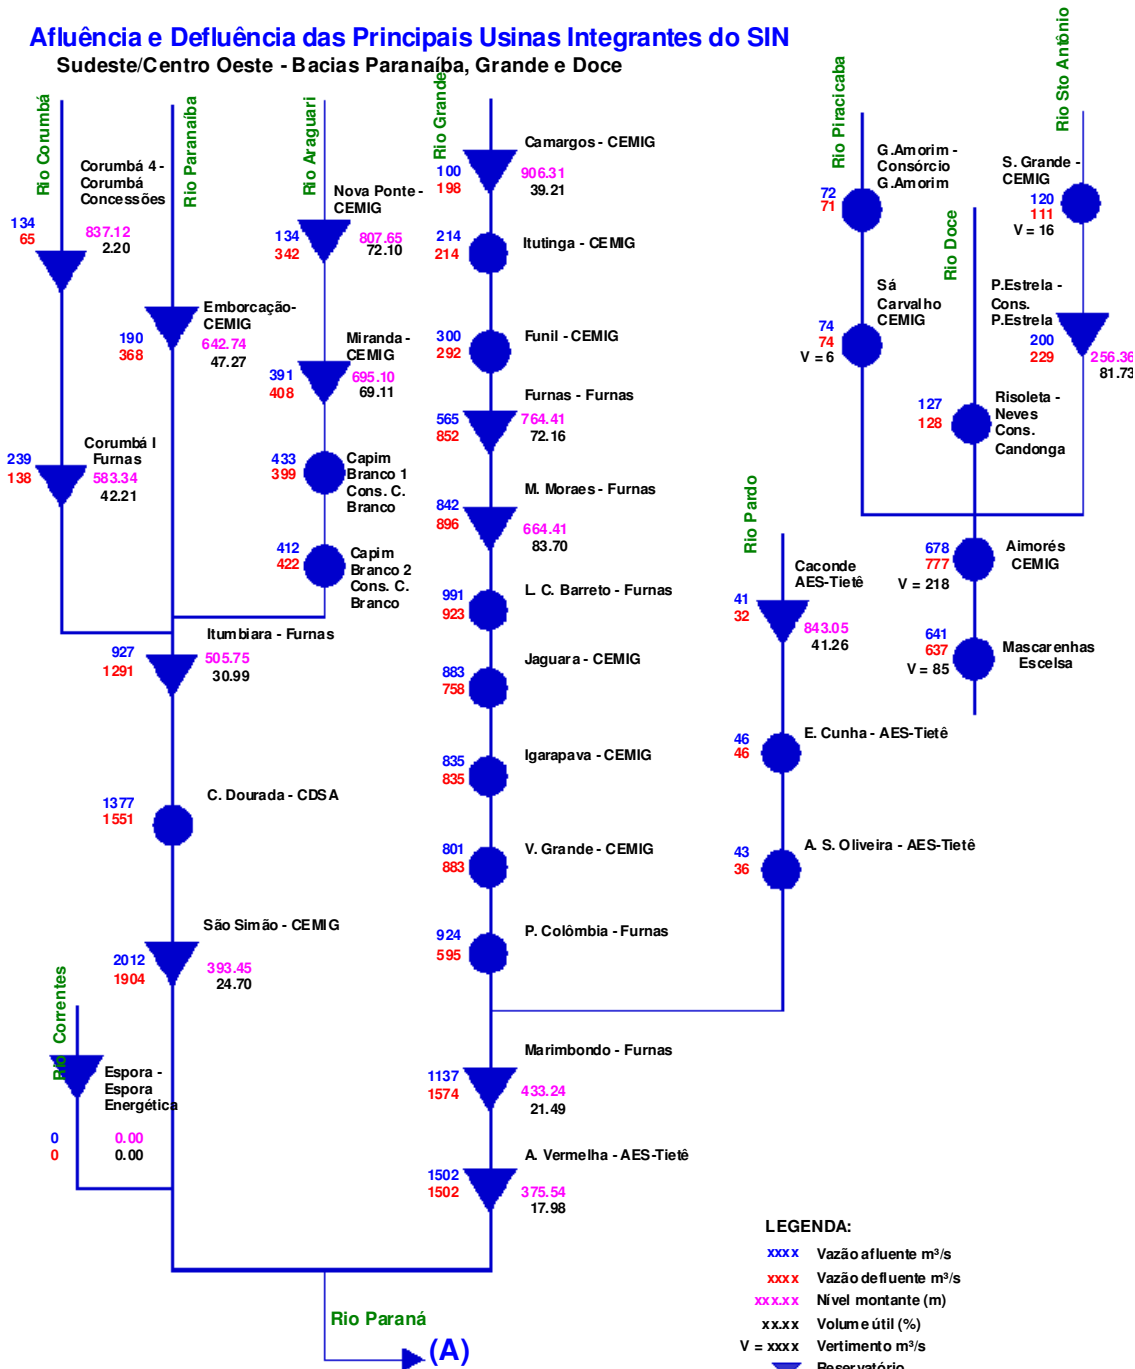 Afluência e Defluência das Principais Usinas Integrantes do SIN
Sudeste/Centro Oeste - Bacias Paranaíba, Grande e Doce
Rio Corumbá
Corumbá 4 -
Corumbá
Concessões
134
65
837.12
2.20
239
138
Corumbá I
Furnas
583.34
42.21
Rio Paranaíba
Emborcação-
CEMIG
190
368
642.74
47.27
Rio Araguari
Nova Ponte -
CEMIG
134
342
807.65
72.10
Miranda -
CEMIG
391
408
695.10
69.11
433
399
Capim
Branco 1
Cons. C.
Branco
412
422
Capim
Branco 2
Cons. C.
Branco
Itumbiara - Furnas
927
1291
505.75
30.99
C. Dourada - CDSA
1377
1551
São Simão - CEMIG
2012
1904
393.45
24.70
Rio Correntes
Espora -
Espora
Energética
0
0
0.00
0.00
Rio Grande
Camargos - CEMIG
100
198
906.31
39.21
214
214
Itutinga - CEMIG
300
292
Funil - CEMIG
Furnas - Furnas
565
852
764.41
72.16
M. Moraes - Furnas
842
896
664.41
83.70
991
923
L. C. Barreto - Furnas
883
758
Jaguara - CEMIG
835
835
Igarapava - CEMIG
801
883
V. Grande - CEMIG
924
595
P. Colômbia - Furnas
Marimbondo - Furnas
1137
1574
433.24
21.49
A. Vermelha - AES-Tietê
1502
1502
375.54
17.98
Rio Pardo
Caconde
AES-Tietê
41
32
843.05
41.26
46
46
E. Cunha - AES-Tietê
43
36
A. S. Oliveira - AES-Tietê
Rio Piracicaba
G.Amorim -
Consórcio
G.Amorim
72
71
Sá
Carvalho
CEMIG
74
74
V = 6
Rio Doce
127
128
Risoleta -
Neves
Cons.
Candonga
Rio Sto Antônio
S. Grande -
CEMIG
120
111
V = 16
P.Estrela -
Cons.
P.Estrela
200
229
256.36
81.73
678
777
V = 218
Aimorés
CEMIG
641
637
V = 85
Mascarenhas
Escelsa
Rio Paraná
(A)
LEGENDA:
xxxx Vazão afluente m³/s
xxxx Vazão defluente m³/s
xxx.xx Nível montante (m)
xx.xx Volume útil (%)
V = xxxx Vertimento m³/s
Reservatório